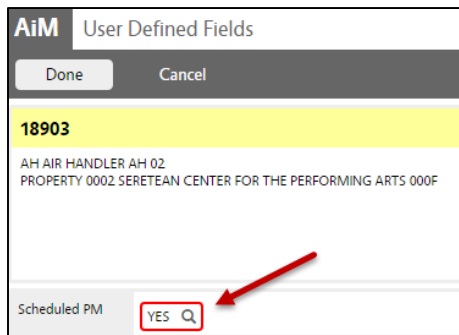 AiM User Defined Fields
Done Cancel
18903
AH AIR HANDLER AH 02
PROPERTY 0002 SERETEAN CENTER FOR THE PERFORMING ARTS 000F
Scheduled PM YES